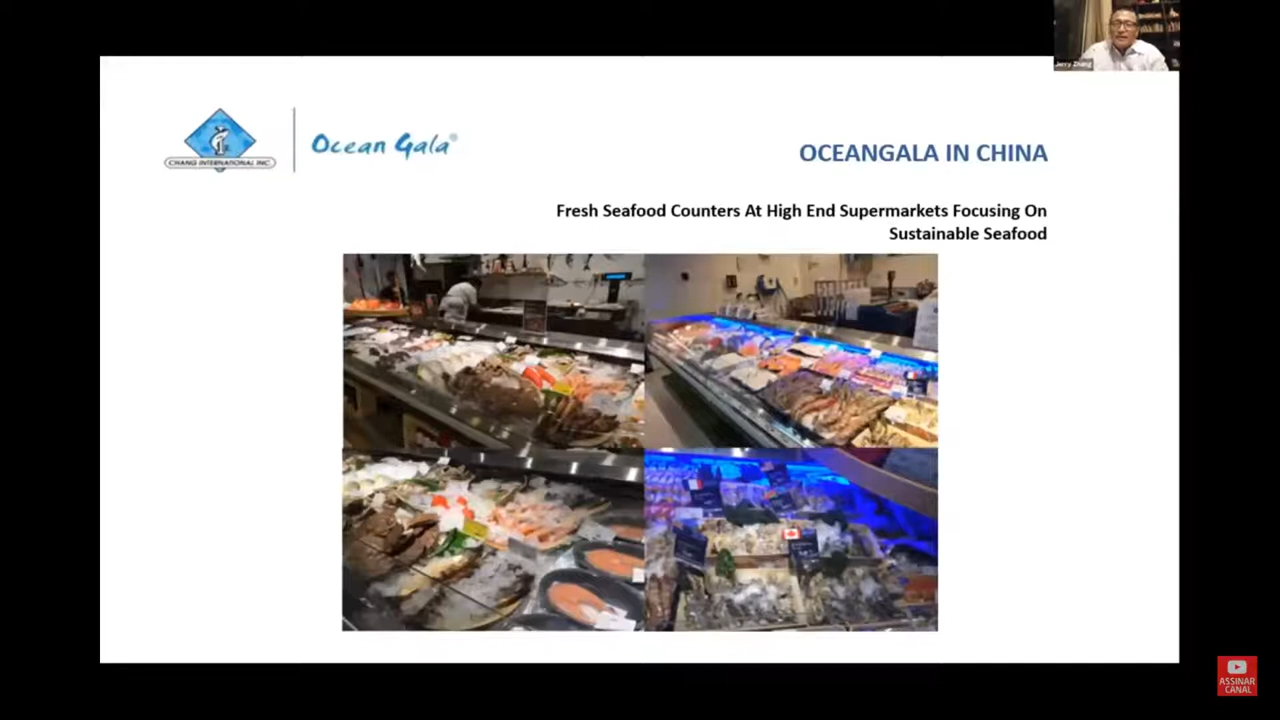 Jerry Zhang
CHANG INTERNATIONAL INC
Ocean Gala®
OCEANGALA IN CHINA
Fresh Seafood Counters At High End Supermarkets Focusing On
Sustainable Seafood
ASSINAR
CANAL